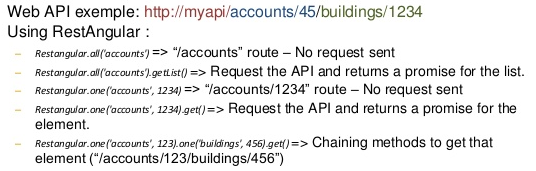 Web API exemple: http://myapi/accounts/45/buildings/1234
Using RestAngular :
– Restangular.all('accounts') => “/accounts” route – No request sent
– Restangular.all('accounts').getList() => Request the API and returns a promise for the list.
– Restangular.one('accounts', 1234) => “/accounts/1234” route – No request sent
– Restangular.one('accounts', 1234).get() => Request the API and returns a promise for the
element.
– Restangular.one('accounts', 123).one('buildings', 456).get() => Chaining methods to get that
element (“/accounts/123/buildings/456”)